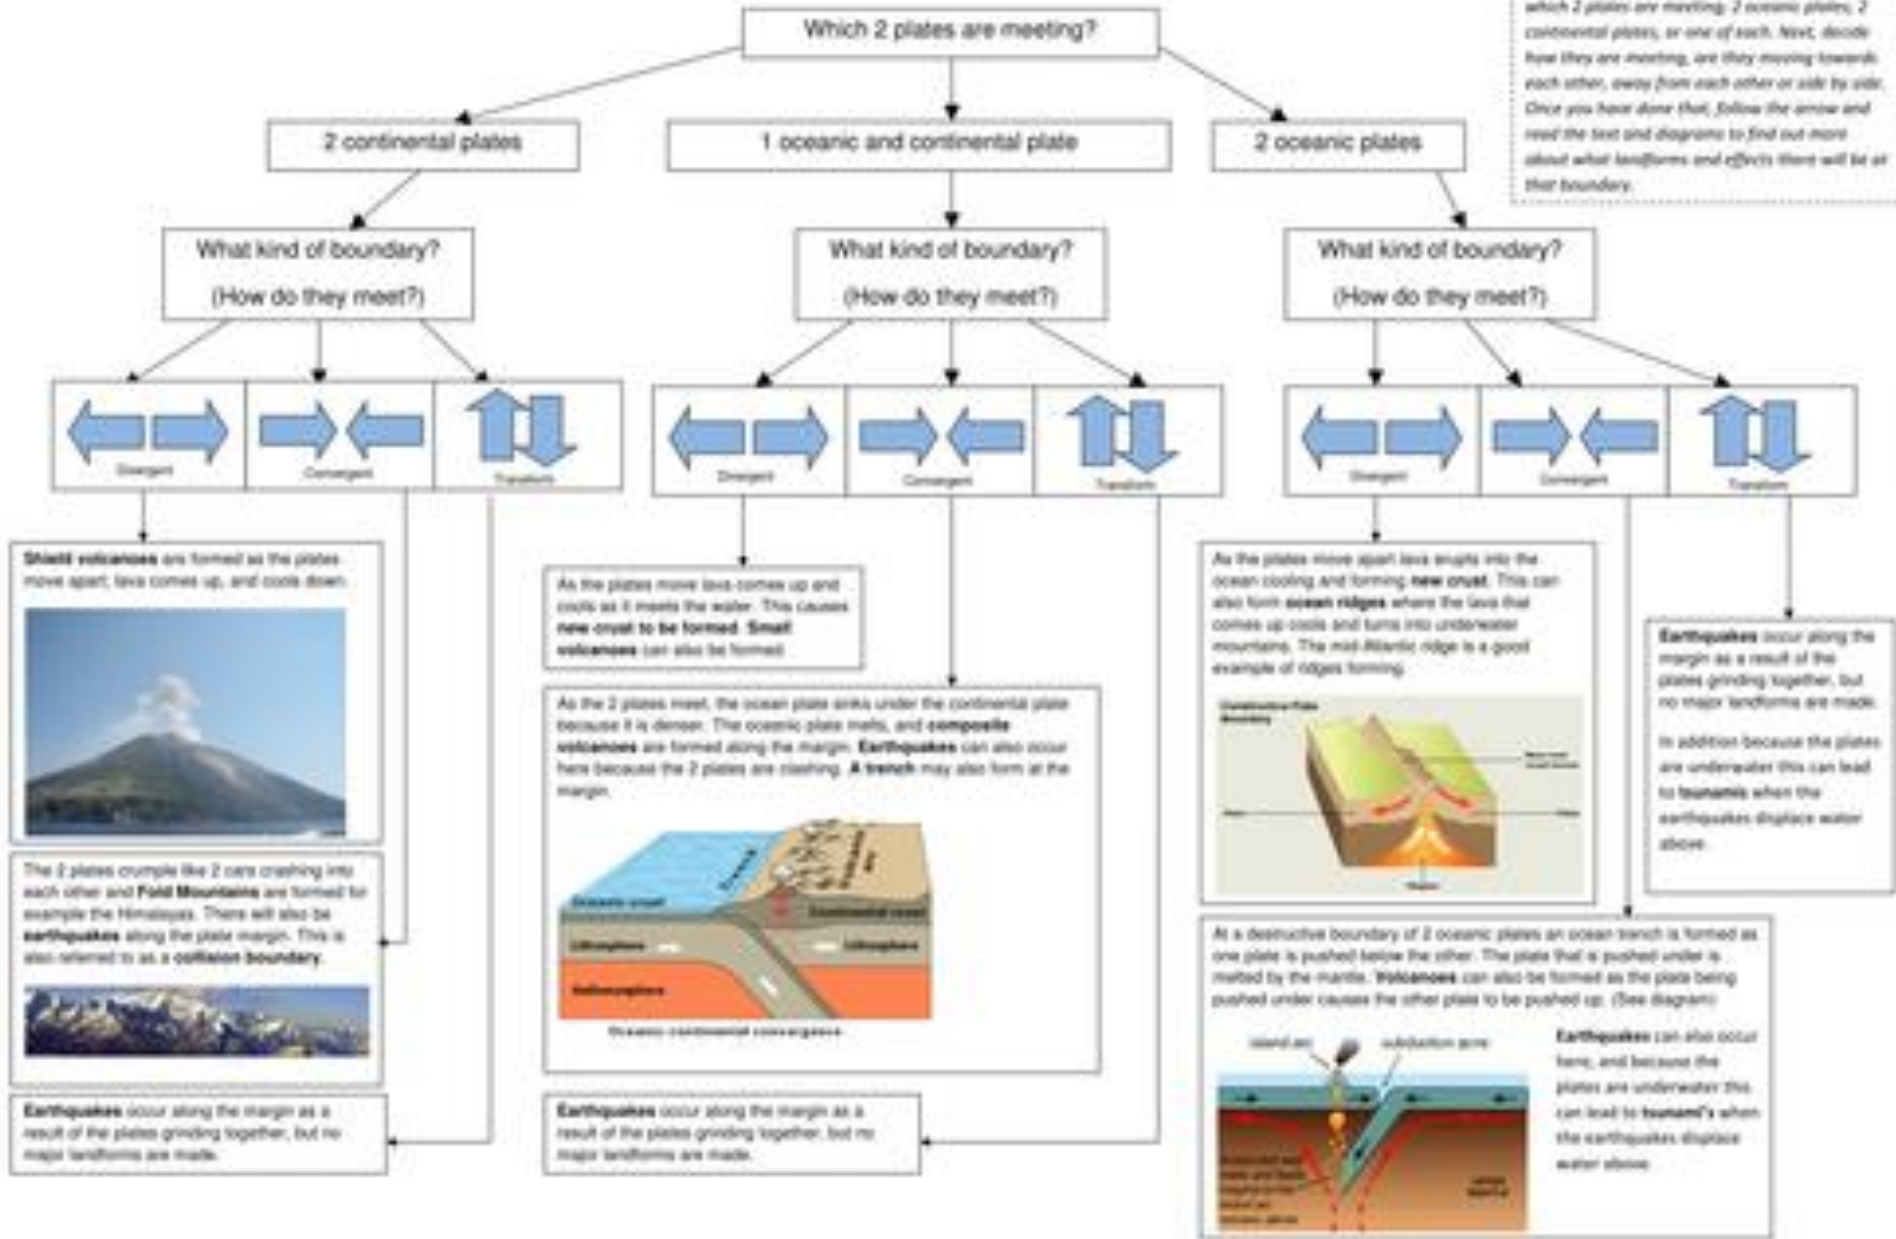 Which 2 plates are meeting?
which 2 plates are meeting; 2 oceanic plates, 2
continental plates, or one of each. Next, decide
how they are meeting, are they moving towards
each other, away from each other or side by side.
Once you have done that, follow the arrow and
read the text and diagrams to find out more
about what landforms and effects there will be at
that boundary.
2 continental plates
1 oceanic and continental plate
2 oceanic plates
What kind of boundary?
(How do they meet?)
What kind of boundary?
(How do they meet?)
What kind of boundary?
(How do they meet?)
Divergent
Convergent
Transform
Divergent
Convergent
Transform
Divergent
Convergent
Transform
Shield volcanoes are formed as the plates
move apart, lava comes up, and cools down.
The 2 plates crumple like 2 cars crashing into
each other and Fold Mountains are formed for
example the Himalayas. There will also be
earthquakes along the plate margin. This is
also referred to as a collision boundary.
Earthquakes occur along the margin as a
result of the plates grinding together, but no
major landforms are made.
As the plates move lava comes up and
cools as it meets the water. This causes
new crust to be formed. Small
volcanoes can also be formed.
As the 2 plates meet, the ocean plate sinks under the continental plate
because it is denser. The oceanic plate melts, and composite
volcanoes are formed along the margin. Earthquakes can also occur
here because the 2 plates are clashing. A trench may also form at the
margin.
Trench
Oceanic crust
Continental crust
Lithosphere
Lithosphere
Asthenosphere
Oceanic-continental convergence
Earthquakes occur along the margin as a
result of the plates grinding together, but no
major landforms are made.
As the plates move apart lava erupts into the
ocean cooling and forming new crust. This can
also form ocean ridges where the lava that
comes up cools and turns into underwater
mountains. The mid-Atlantic ridge is a good
example of ridges forming.
Constructive Plate
Boundary
Plate
Plate
Magma
Earthquakes occur along the
margin as a result of the
plates grinding together, but
no major landforms are made.
In addition because the plates
are underwater this can lead
to tsunamis when the
earthquakes displace water
above.
At a destructive boundary of 2 oceanic plates an ocean trench is formed as
one plate is pushed below the other. The plate that is pushed under is
melted by the mantle. Volcanoes can also be formed as the plate being
pushed under causes the other plate to be pushed up. (See diagram)
island arc
subduction zone
Earthquakes can also occur
here, and because the
plates are underwater this
can lead to tsunami's when
the earthquakes displace
water above.